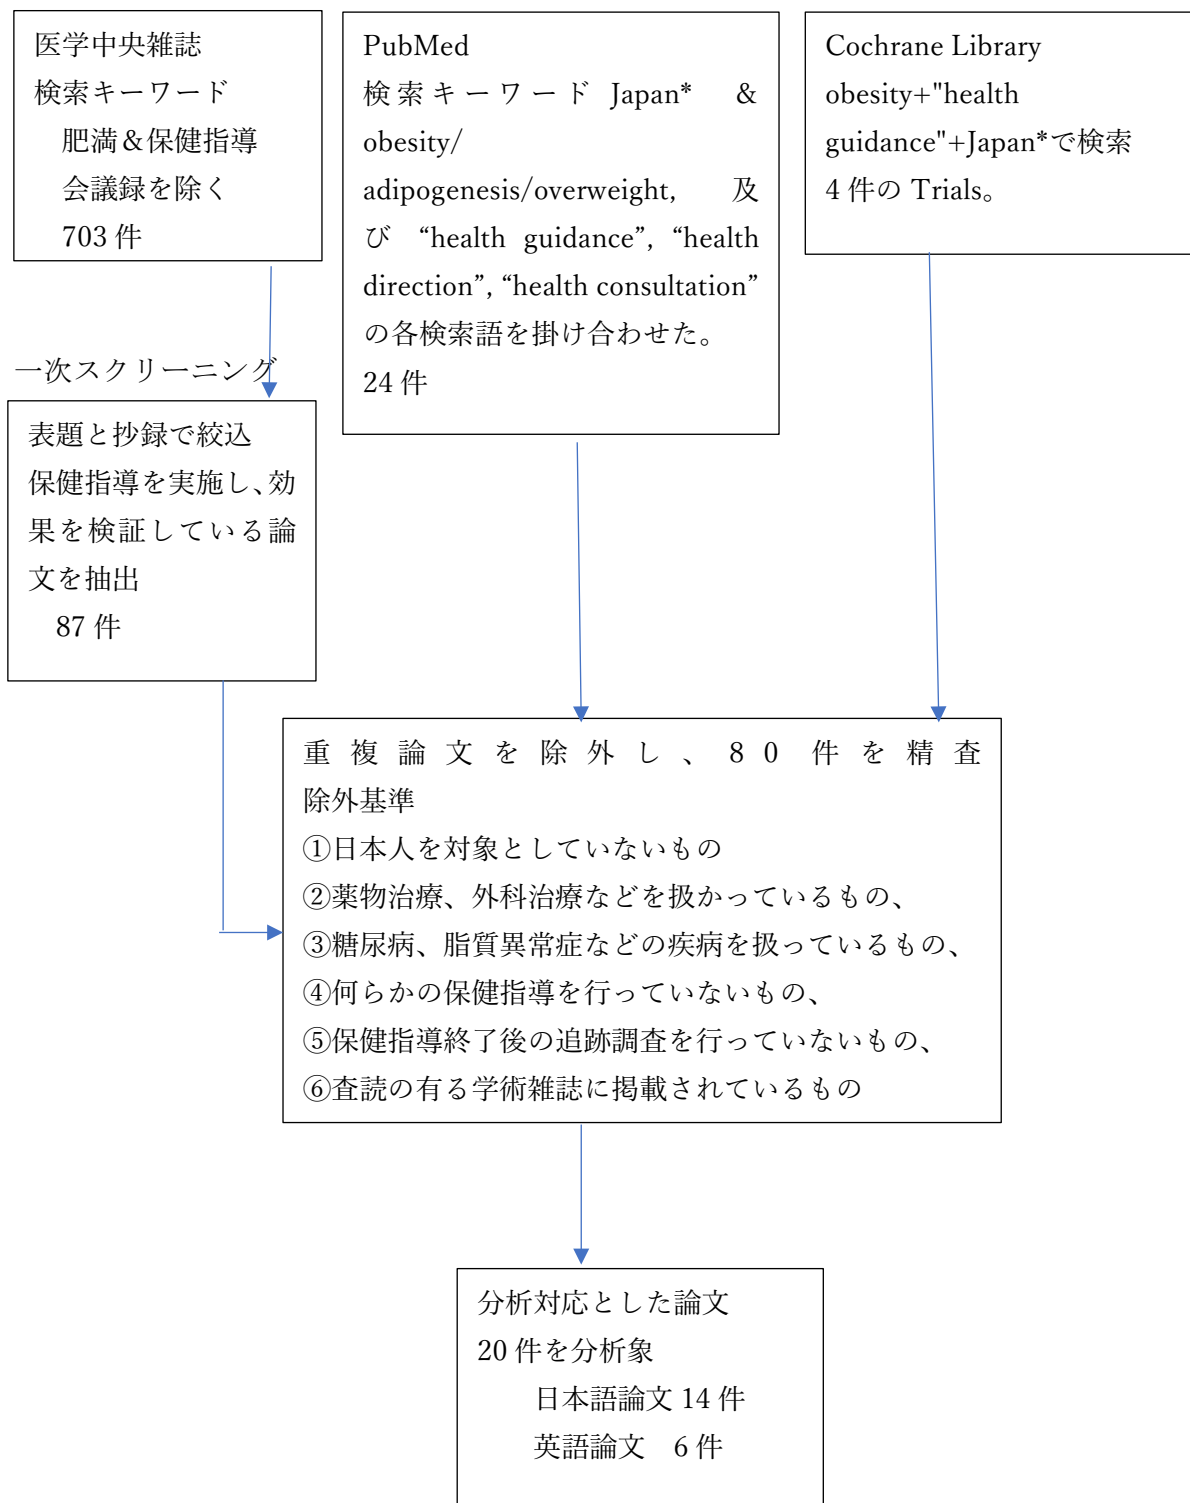 医学中央雑誌
検索キーワード
肥満＆保健指導
会議録を除く
703 件
PubMed
検索キーワード Japan* &
obesity/
adipogenesis/overweight, 及
び “health guidance”, “health
direction”, “health consultation”
の各検索語を掛け合わせた。
24 件
Cochrane Library
obesity+"health
guidance"+Japan*で検索
4 件の Trials。
一次スクリーニング
表題と抄録で絞込
保健指導を実施し、効
果を検証している論
文を抽出
87 件
重複論文を除外し、80 件を精査
除外基準
①日本人を対象としていないもの
②薬物治療、外科治療などを扱かっているもの、
③糖尿病、脂質異常症などの疾病を扱っているもの、
④何らかの保健指導を行っていないもの、
⑤保健指導終了後の追跡調査を行っていないもの、
⑥査読の有る学術雑誌に掲載されているもの
分析対応とした論文
20 件を分析象
日本語論文 14 件
英語論文　6 件